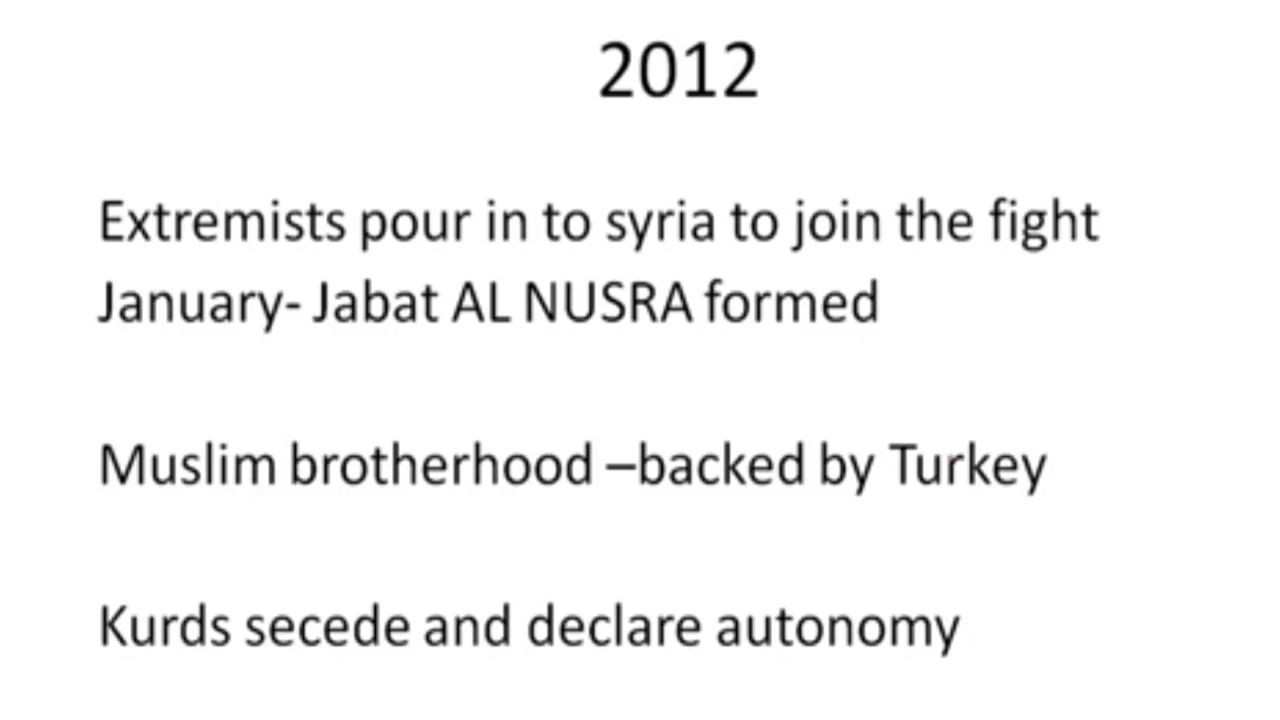 2012
Extremists pour in to syria to join the fight
January- Jabat AL NUSRA formed
Muslim brotherhood –backed by Turkey
Kurds secede and declare autonomy